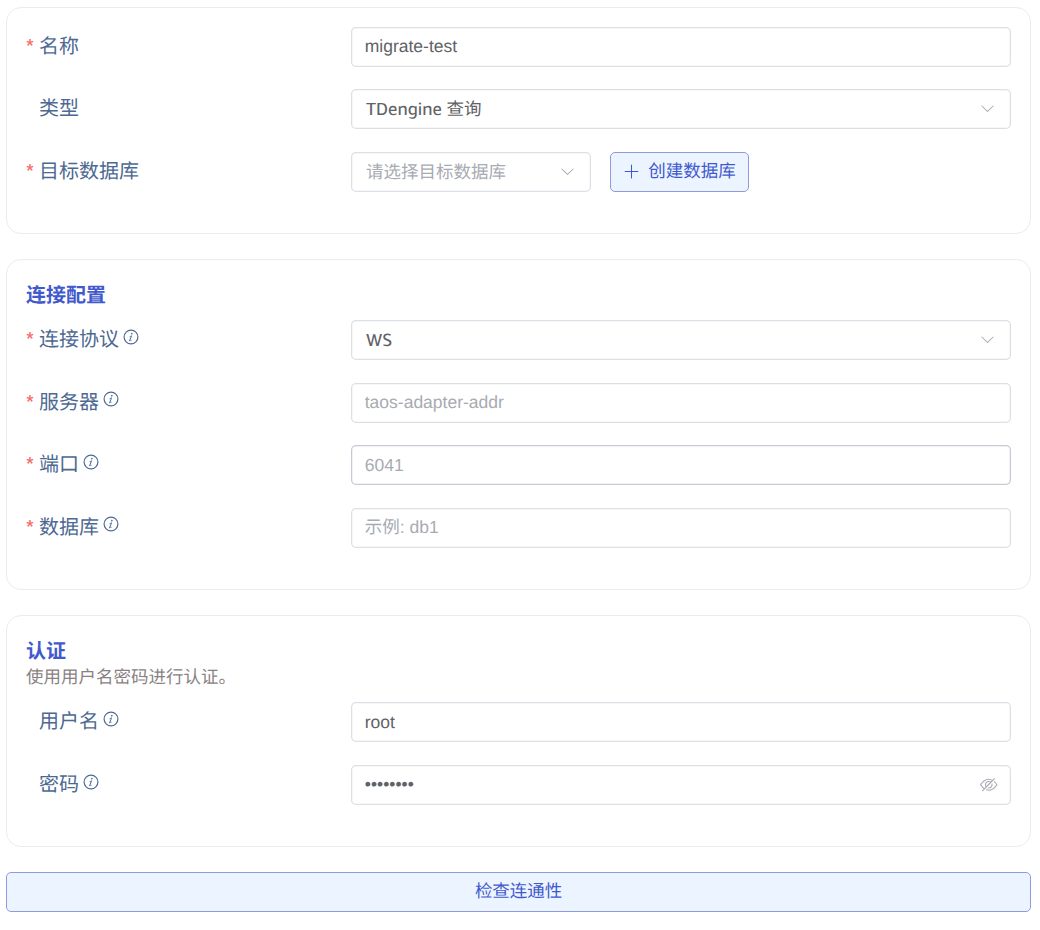 * 名称 migrate-test
类型 TDengine 查询
* 目标数据库 请选择目标数据库 + 创建数据库
连接配置
* 连接协议 WS
* 服务器 taos-adapter-addr
* 端口 6041
* 数据库 示例: db1
认证
使用用户名密码进行认证。
用户名 root
密码 ••••••••
检查连通性